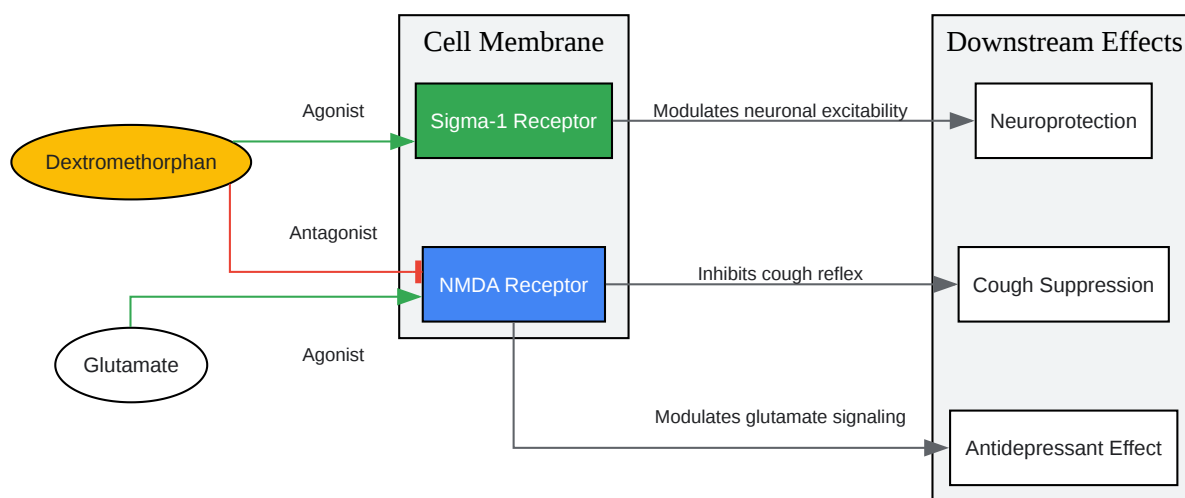 Cell Membrane
Downstream Effects
Agonist
Sigma-1 Receptor
Modulates neuronal excitability
Neuroprotection
Dextromethorphan
Antagonist
NMDA Receptor
Inhibits cough reflex
Cough Suppression
Glutamate
Agonist
Modulates glutamate signaling
Antidepressant Effect